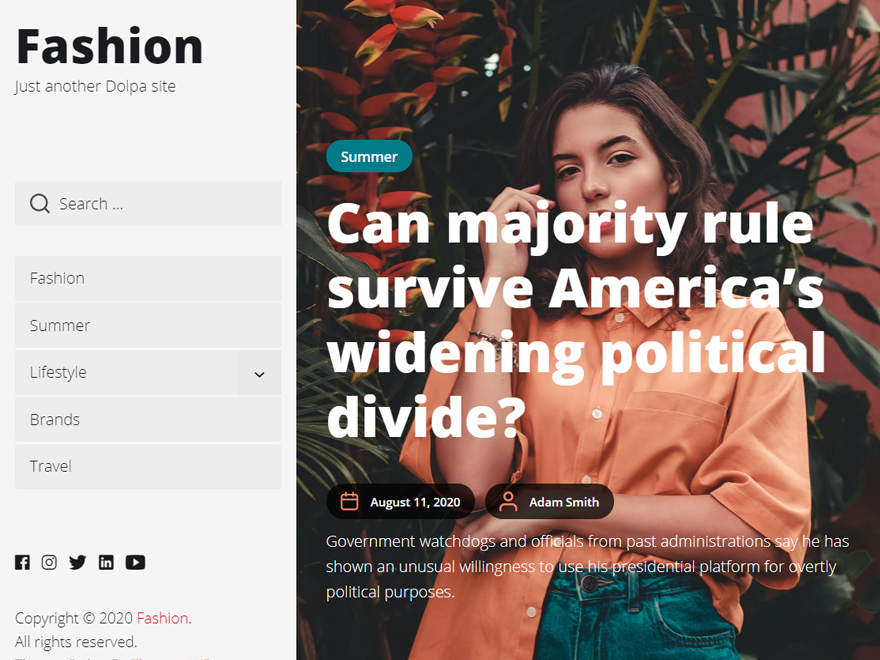 Fashion
Just another Dolpa site
Search ...
Fashion
Summer
Lifestyle
Brands
Travel
Copyright © 2020 Fashion.
All rights reserved.
Summer
Can majority rule
survive America’s
widening political
divide?
August 11, 2020
Adam Smith
Government watchdogs and officials from past administrations say he has
shown an unusual willingness to use his presidential platform for overtly
political purposes.